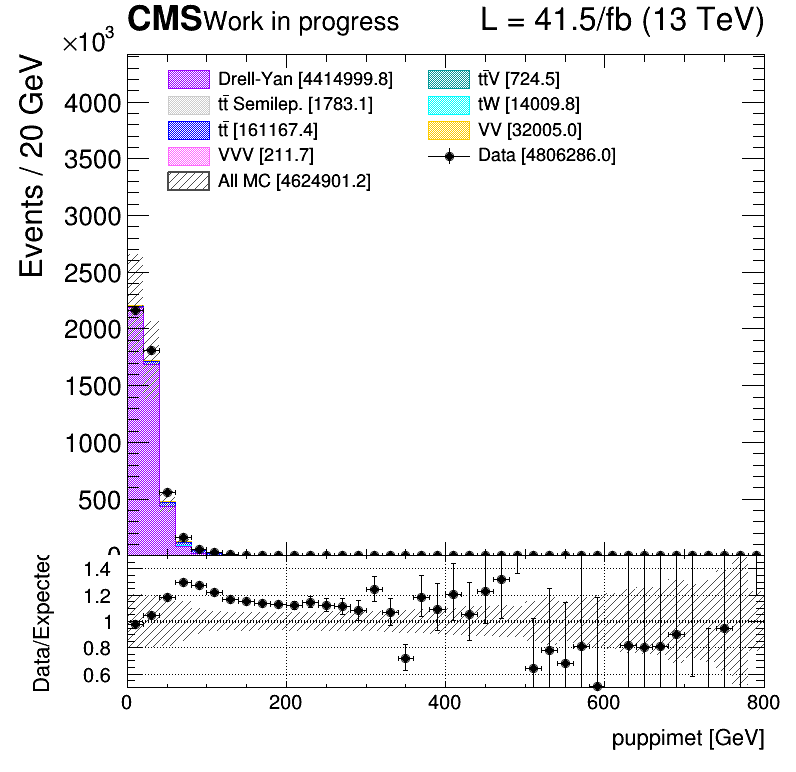 CMS Work in progress L = 41.5/fb (13 TeV)
×10³
Events / 20 GeV
Drell-Yan [4414999.8]
tt̄ Semilep. [1783.1]
tt̄ [161167.4]
VVV [211.7]
All MC [4624901.2]
tt̄V [724.5]
tW [14009.8]
VV [32005.0]
Data [4806286.0]
4000
3500
3000
2500
2000
1500
1000
500
0
Data/Expected
1.4
1.2
1
0.8
0.6
0 200 400 600 800
puppimet [GeV]